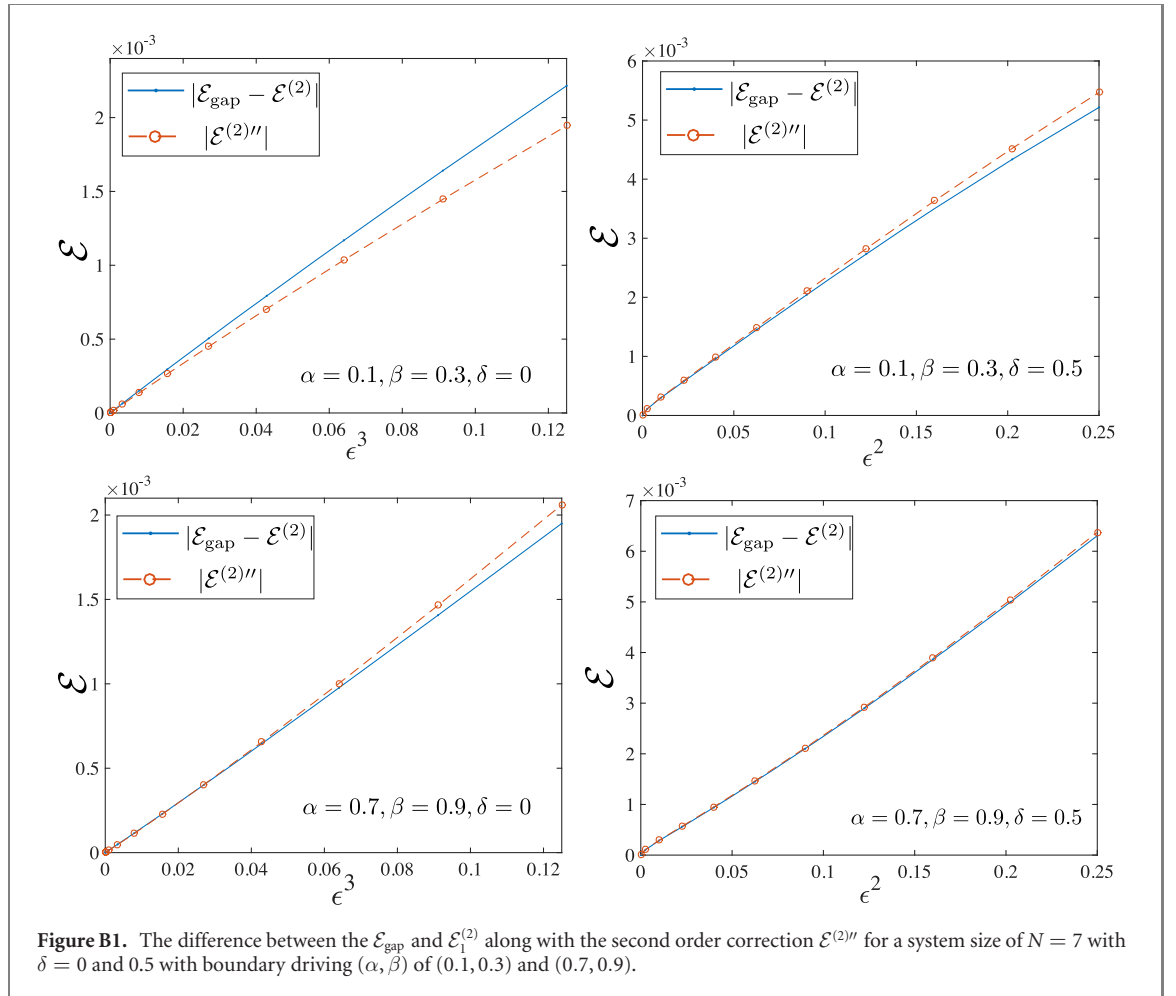 ×10⁻³
2
1.5
1
0.5
0
ℰ
|ℰgap − ℰ⁽²⁾|
|ℰ⁽²⁾″|
α = 0.1, β = 0.3, δ = 0
0 0.02 0.04 0.06 0.08 0.1 0.12
ϵ³
6 ×10⁻³
5
4
3
2
1
0
ℰ
|ℰgap − ℰ⁽²⁾|
|ℰ⁽²⁾″|
α = 0.1, β = 0.3, δ = 0.5
0 0.05 0.1 0.15 0.2 0.25
ϵ²
×10⁻³
2
1.5
1
0.5
0
ℰ
|ℰgap − ℰ⁽²⁾|
|ℰ⁽²⁾″|
α = 0.7, β = 0.9, δ = 0
0 0.02 0.04 0.06 0.08 0.1 0.12
ϵ³
7 ×10⁻³
6
5
4
3
2
1
0
ℰ
|ℰgap − ℰ⁽²⁾|
|ℰ⁽²⁾″|
α = 0.7, β = 0.9, δ = 0.5
0 0.05 0.1 0.15 0.2 0.25
ϵ²
Figure B1. The difference between the ℰgap and ℰ₁⁽²⁾ along with the second order correction ℰ⁽²⁾″ for a system size of N = 7 with
δ = 0 and 0.5 with boundary driving (α, β) of (0.1, 0.3) and (0.7, 0.9).